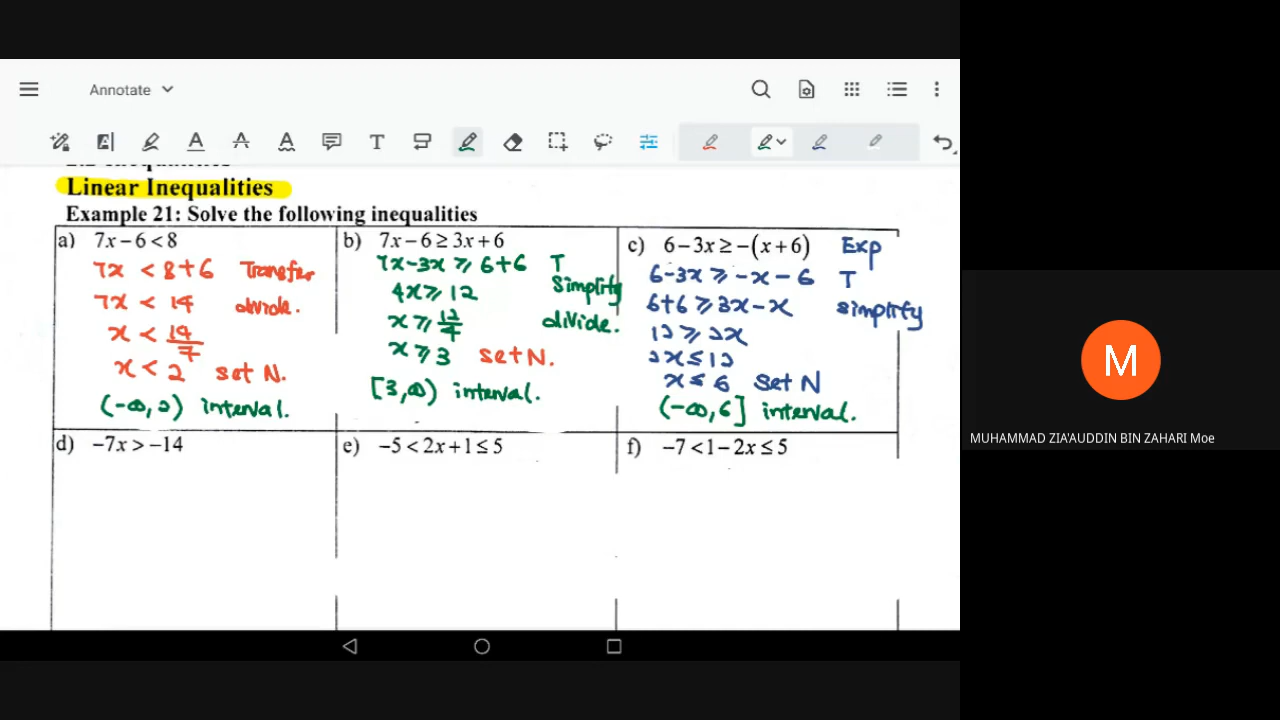 Annotate
Linear Inequalities
Example 21: Solve the following inequalities
a) 7x − 6 < 8
7x < 8+6 Transfer
7x < 14 divide.
x < 14/7
x < 2 set N.
(-∞, 2) interval.
b) 7x − 6 ≥ 3x + 6
7x-3x ≥ 6+6 T
4x ≥ 12 Simplify
x ≥ 12/4 divide.
x ≥ 3 set N.
[3, ∞) interval.
c) 6 − 3x ≥ −(x + 6) Exp
6-3x ≥ -x - 6 T
6+6 ≥ 3x-x simplify
12 ≥ 2x
2x ≤ 12
x ≤ 6 set N
(-∞, 6] interval.
d) −7x > −14
e) −5 < 2x + 1 ≤ 5
f) −7 < 1 − 2x ≤ 5
M
MUHAMMAD ZIA'AUDDIN BIN ZAHARI Moe